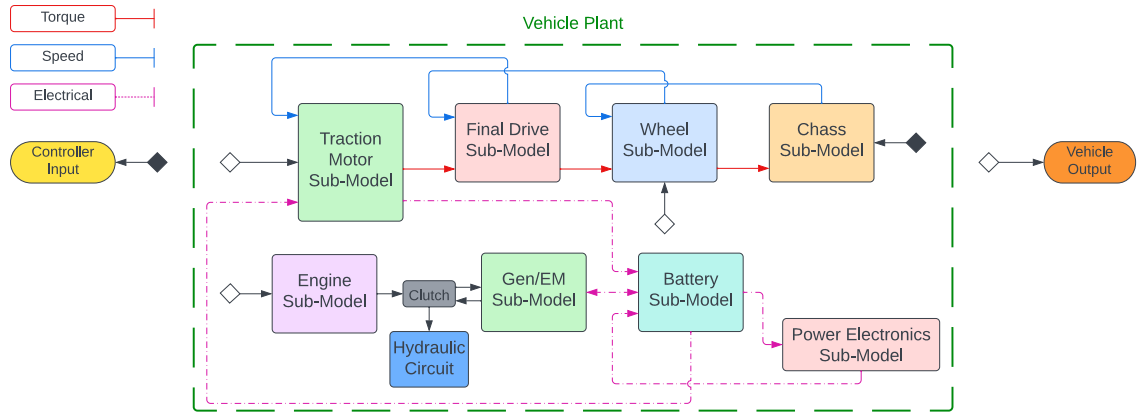 Vehicle Plant
Torque
Speed
Electrical
Controller
Input
Traction
Motor
Sub-Model
Final Drive
Sub-Model
Wheel
Sub-Model
Chass
Sub-Model
Vehicle
Output
Engine
Sub-Model
Clutch
Gen/EM
Sub-Model
Battery
Sub-Model
Hydraulic
Circuit
Power Electronics
Sub-Model